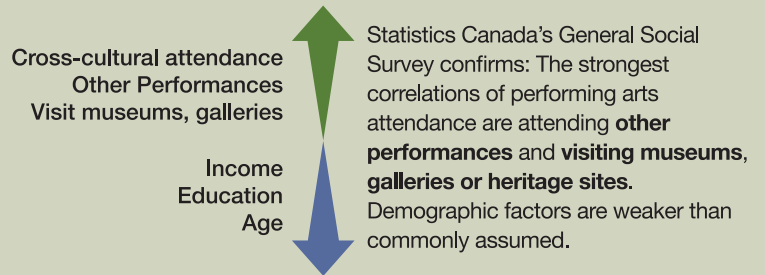 Cross-cultural attendance
Other Performances
Visit museums, galleries
Income
Education
Age
Statistics Canada’s General Social
Survey confirms: The strongest
correlations of performing arts
attendance are attending other
performances and visiting museums,
galleries or heritage sites.
Demographic factors are weaker than
commonly assumed.